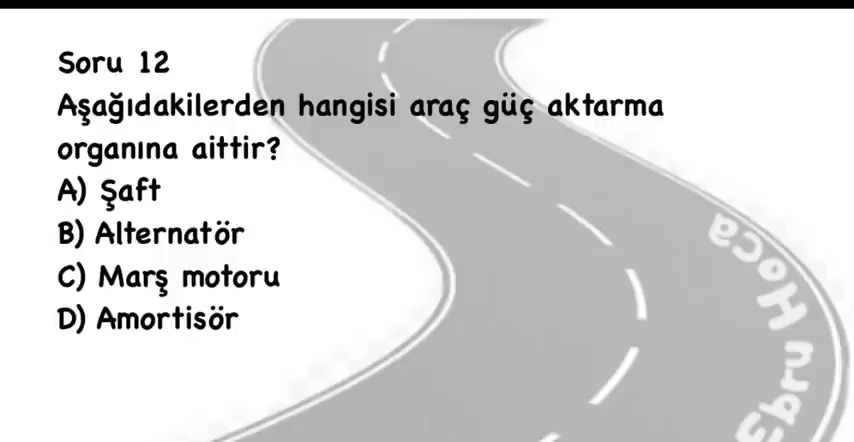 Soru 12
Aşağıdakilerden hangisi araç güç aktarma
organına aittir?
A) Şaft
B) Alternatör
C) Marş motoru
D) Amortisör
Ebru Hoca